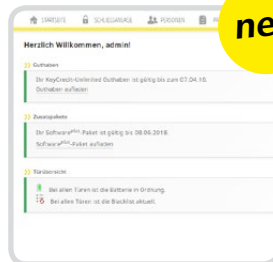 STARTSEITE SCHLIESSANLAGE PERSONEN
ne
Herzlich Willkommen, admin!
Guthaben
Ihr KeyCredit-Unlimited Guthaben ist gültig bis zum 07.04.10.
Guthaben aufladen
Zusatzpakete
Ihr Software Paket ist gültig bis 08.06.2018.
Software-Paket aufladen
Türübersicht
Bei allen Türen ist die Batterie in Ordnung.
Bei allen Türen ist die Blacklist aktuell.